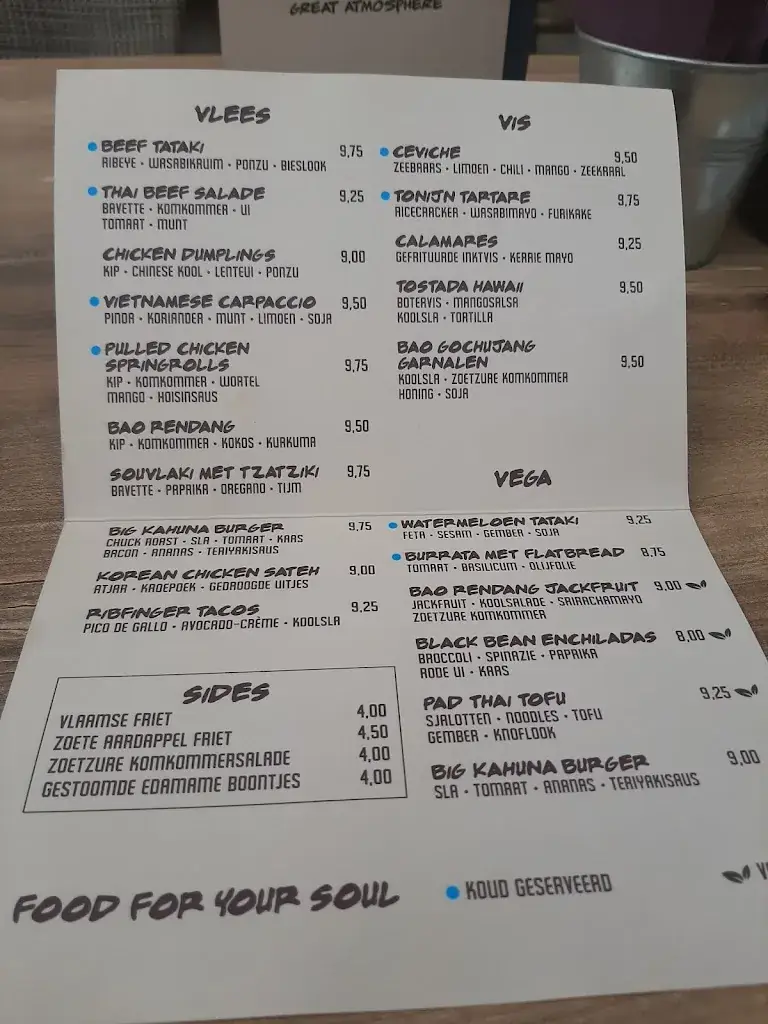 GREAT ATMOSPHERE
VLEES
BEEF TATAKI 9,75
RIBEYE • WASABIKRUIM • PONZU • BIESLOOK
THAI BEEF SALADE 9,25
BAVETTE • KOMKOMMER • UI
TOMAAT • MUNT
CHICKEN DUMPLINGS 9,00
KIP • CHINESE KOOL • LENTEUI • PONZU
VIETNAMESE CARPACCIO 9,50
PINDA • KORIANDER • MUNT • LIMOEN • SOJA
PULLED CHICKEN
SPRINGROLLS 9,75
KIP • KOMKOMMER • WORTEL
MANGO • HOISINSAUS
BAO RENDANG 9,50
KIP • KOMKOMMER • KOKOS • KURKUMA
SOUVLAKI MET TZATZIKI 9,75
BAVETTE • PAPRIKA • OREGANO • TIJM
BIG KAHUNA BURGER 9,75
CHUCK ROAST • SLA • TOMAAT • KAAS
BACON • ANANAS • TERIYAKISAUS
KOREAN CHICKEN SATEH 9,00
ATJAR • KROEPOEK • GEDROOGDE UITJES
RIBFINGER TACOS 9,25
PICO DE GALLO • AVOCADO-CRÈME • KOOLSLA
SIDES
VLAAMSE FRIET 4,00
ZOETE AARDAPPEL FRIET 4,50
ZOETZURE KOMKOMMERSALADE 4,00
GESTOOMDE EDAMAME BOONTJES 4,00
VIS
CEVICHE 9,50
ZEEBAARS • LIMOEN • CHILI • MANGO • ZEEKRAAL
TONIJN TARTARE 9,75
RICECRACKER • WASABIMAYO • FURIKAKE
CALAMARES 9,25
GEFRITUURDE INKTVIS • KERRIE MAYO
TOSTADA HAWAII 9,50
BOTERVIS • MANGOSALSA
KOOLSLA • TORTILLA
BAO GOCHUJANG
GARNALEN 9,50
KOOLSLA • ZOETZURE KOMKOMMER
HONING • SOJA
VEGA
WATERMELOEN TATAKI 9,25
FETA • SESAM • GEMBER • SOJA
BURRATA MET FLATBREAD 8,75
TOMAAT • BASILICUM • OLIJFOLIE
BAO RENDANG JACKFRUIT 9,00
JACKFRUIT • KOOLSALADE • SRIRACHAMAYO
ZOETZURE KOMKOMMER
BLACK BEAN ENCHILADAS 8,00
BROCCOLI • SPINAZIE • PAPRIKA
RODE UI • KAAS
PAD THAI TOFU 9,25
SJALOTTEN • NOODLES • TOFU
GEMBER • KNOFLOOK
BIG KAHUNA BURGER 9,00
SLA • TOMAAT • ANANAS • TERIYAKISAUS
FOOD FOR YOUR SOUL
KOUD GESERVEERD